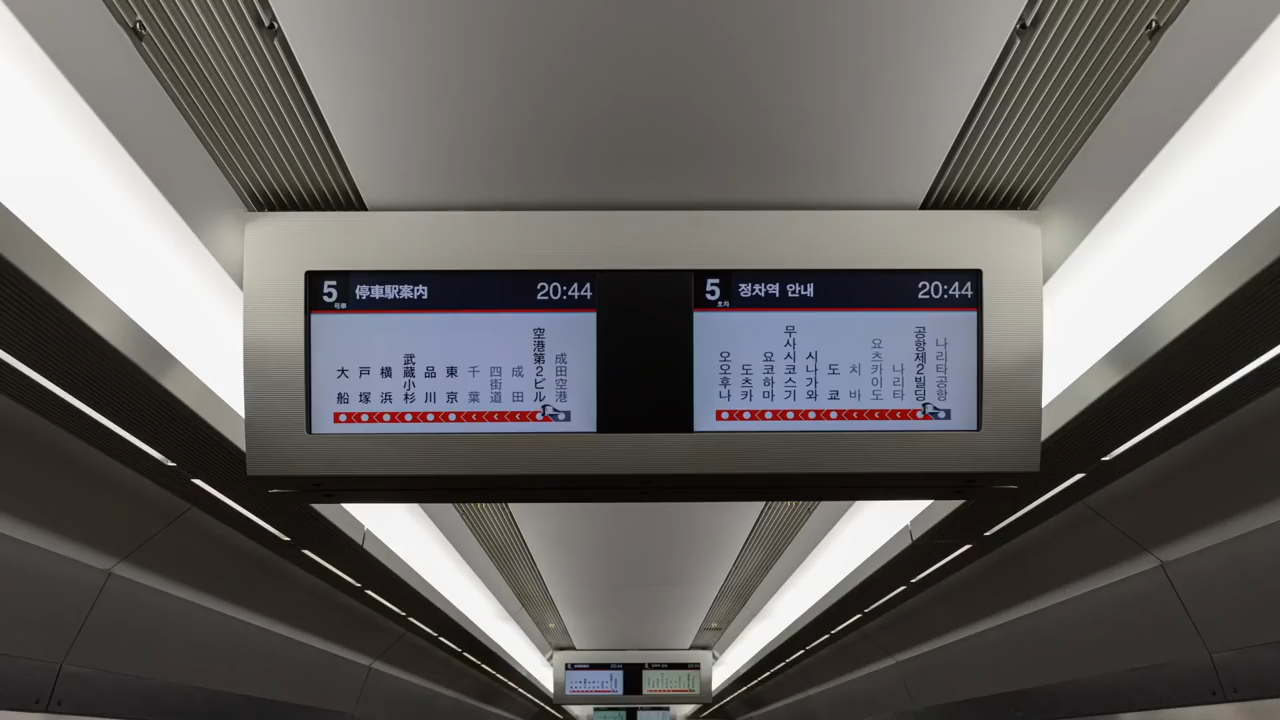 5号車 停車駅案内 20:44
大船
戸塚
横浜
武蔵小杉
品川
東京
千葉
四街道
成田
空港第2ビル
成田空港
5호차 정차역 안내 20:44
오오후나
도츠카
요코하마
무사시코스기
시나가와
도쿄
치바
요츠카이도
나리타
공항제2빌딩
나리타공항
20:44
20:44